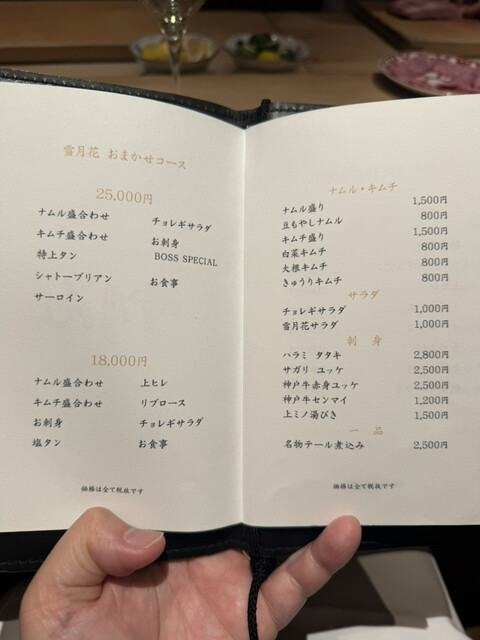 雪月花 おまかせコース
25,000円
ナムル盛合わせ
キムチ盛合わせ
特上タン
シャトーブリアン
サーロイン
チョレギサラダ
お刺身
BOSS SPECIAL
お食事
18,000円
ナムル盛合わせ
キムチ盛合わせ
お刺身
塩タン
上ヒレ
リブロース
チョレギサラダ
お食事
価格は全て税抜です
ナムル・キムチ
ナムル盛り 1,500円
豆もやしナムル 800円
キムチ盛り 1,500円
白菜キムチ 800円
大根キムチ 800円
きゅうりキムチ 800円
サラダ
チョレギサラダ 1,000円
雪月花サラダ 1,000円
刺 身
ハラミ タタキ 2,800円
サガリ ユッケ 2,500円
神戸牛赤身ユッケ 2,500円
神戸牛センマイ 1,200円
上ミノ湯びき 1,500円
一 品
名物テール煮込み 2,500円
価格は全て税抜です